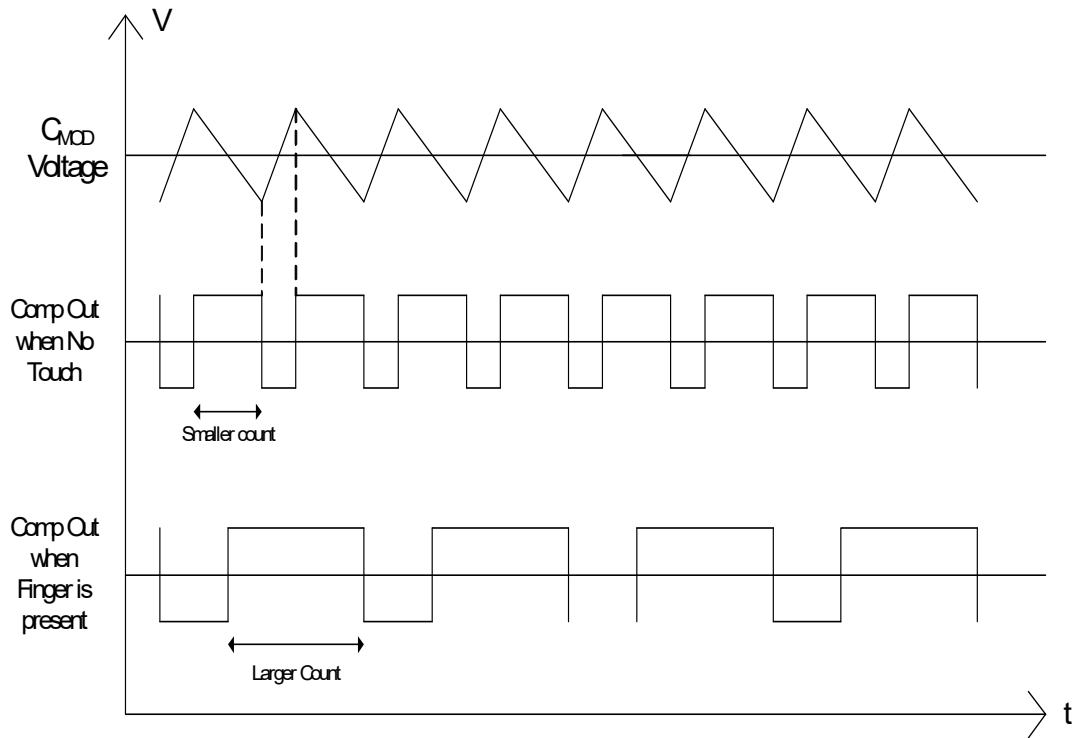 V
CMOD
Voltage
Comp Out
when No
Touch
Smaller count
Comp Out
when
Finger is
present
Larger Count
t